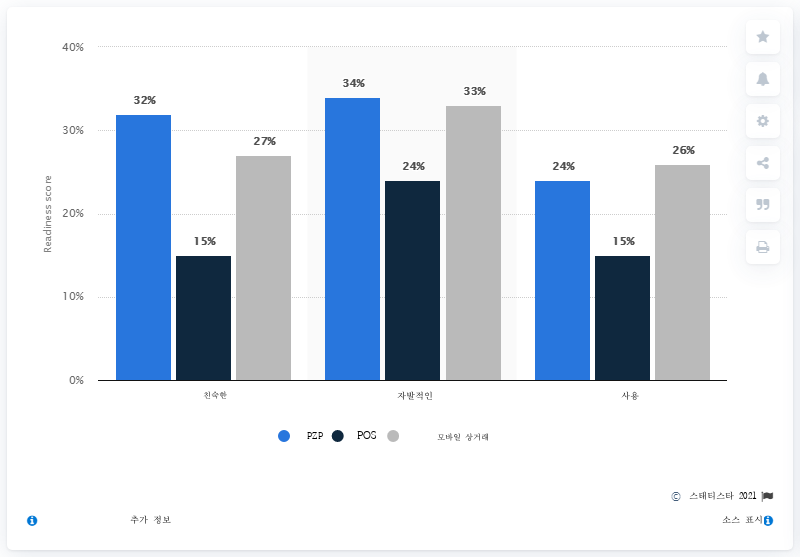 40%
34%
33%
32%
30%
27%
26%
24%
24%
20%
15%
15%
10%
0%
Readiness score
친숙한 자발적인 사용
PZP POS 모바일 상거래
© 스태티스타 2021
추가 정보 소스 표시